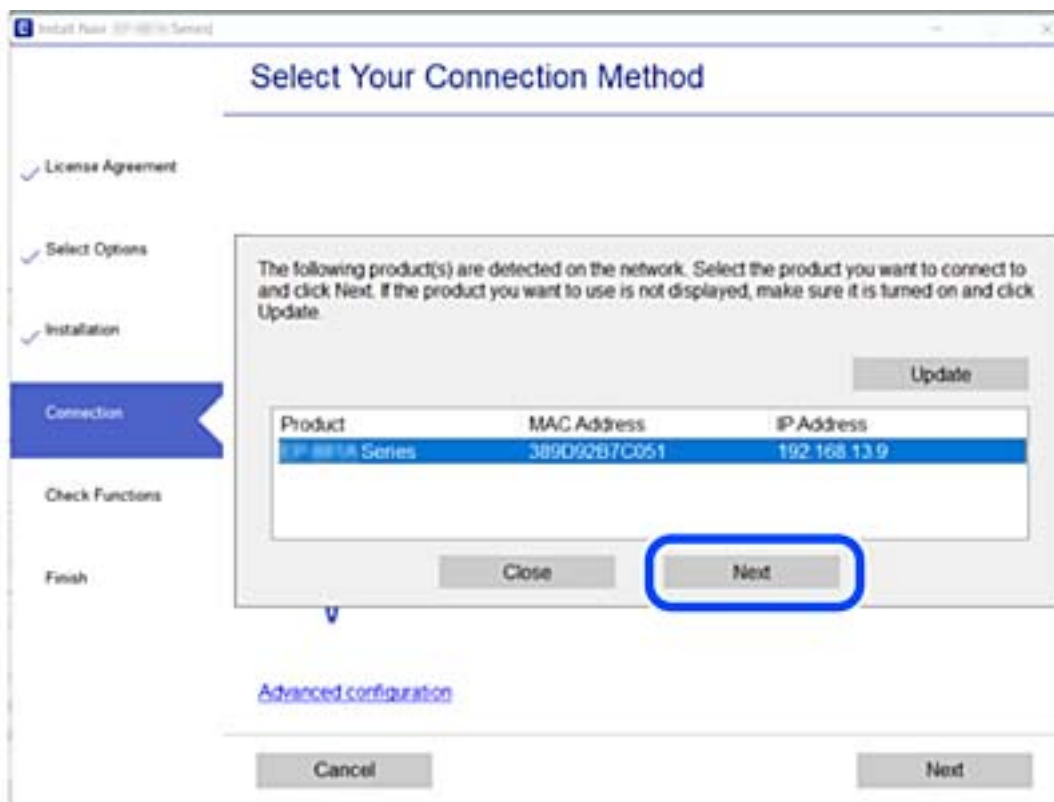 Install Navi
Series]
Select Your Connection Method
License Agreement
Select Options
Installation
Connection
Check Functions
Finish
The following product(s) are detected on the network. Select the product you want to connect to
and click Next. If the product you want to use is not displayed, make sure it is turned on and click
Update.
Update
Product MAC Address IP Address
Series 389D92B7C051 192.168.13.9
Close Next
Advanced configuration
Cancel Next